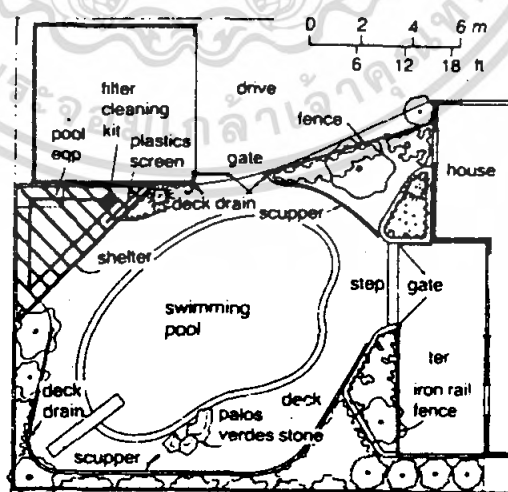 0 2 4 6 m
6 12 18 ft
filter
cleaning
kit
drive
pool
eqp
plastics
screen
fence
gate
house
deck drain
scupper
shelter
swimming
pool
step
gate
ter
iron rail
fence
deck
drain
deck
palos
verdes stone
scupper